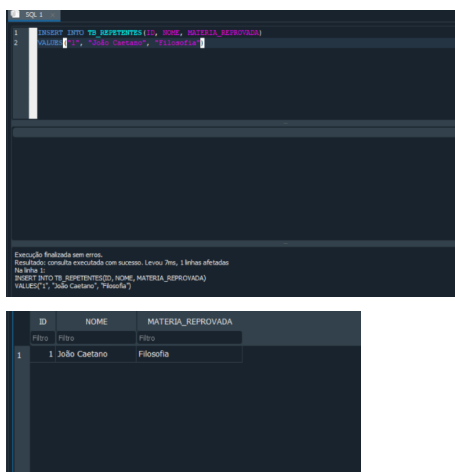 SQL 1
1 INSERT INTO TB_REPETENTES(ID, NOME, MATERIA_REPROVADA)
2 VALUES("1", "João Caetano", "Filosofia")
Execução finalizada sem erros.
Resultado: consulta executada com sucesso. Levou 7ms, 1 linhas afetadas
Na linha 1:
INSERT INTO TB_REPETENTES(ID, NOME, MATERIA_REPROVADA)
VALUES("1", "João Caetano", "Filosofia")
ID NOME MATERIA_REPROVADA
Filtro Filtro Filtro
1 1 João Caetano Filosofia